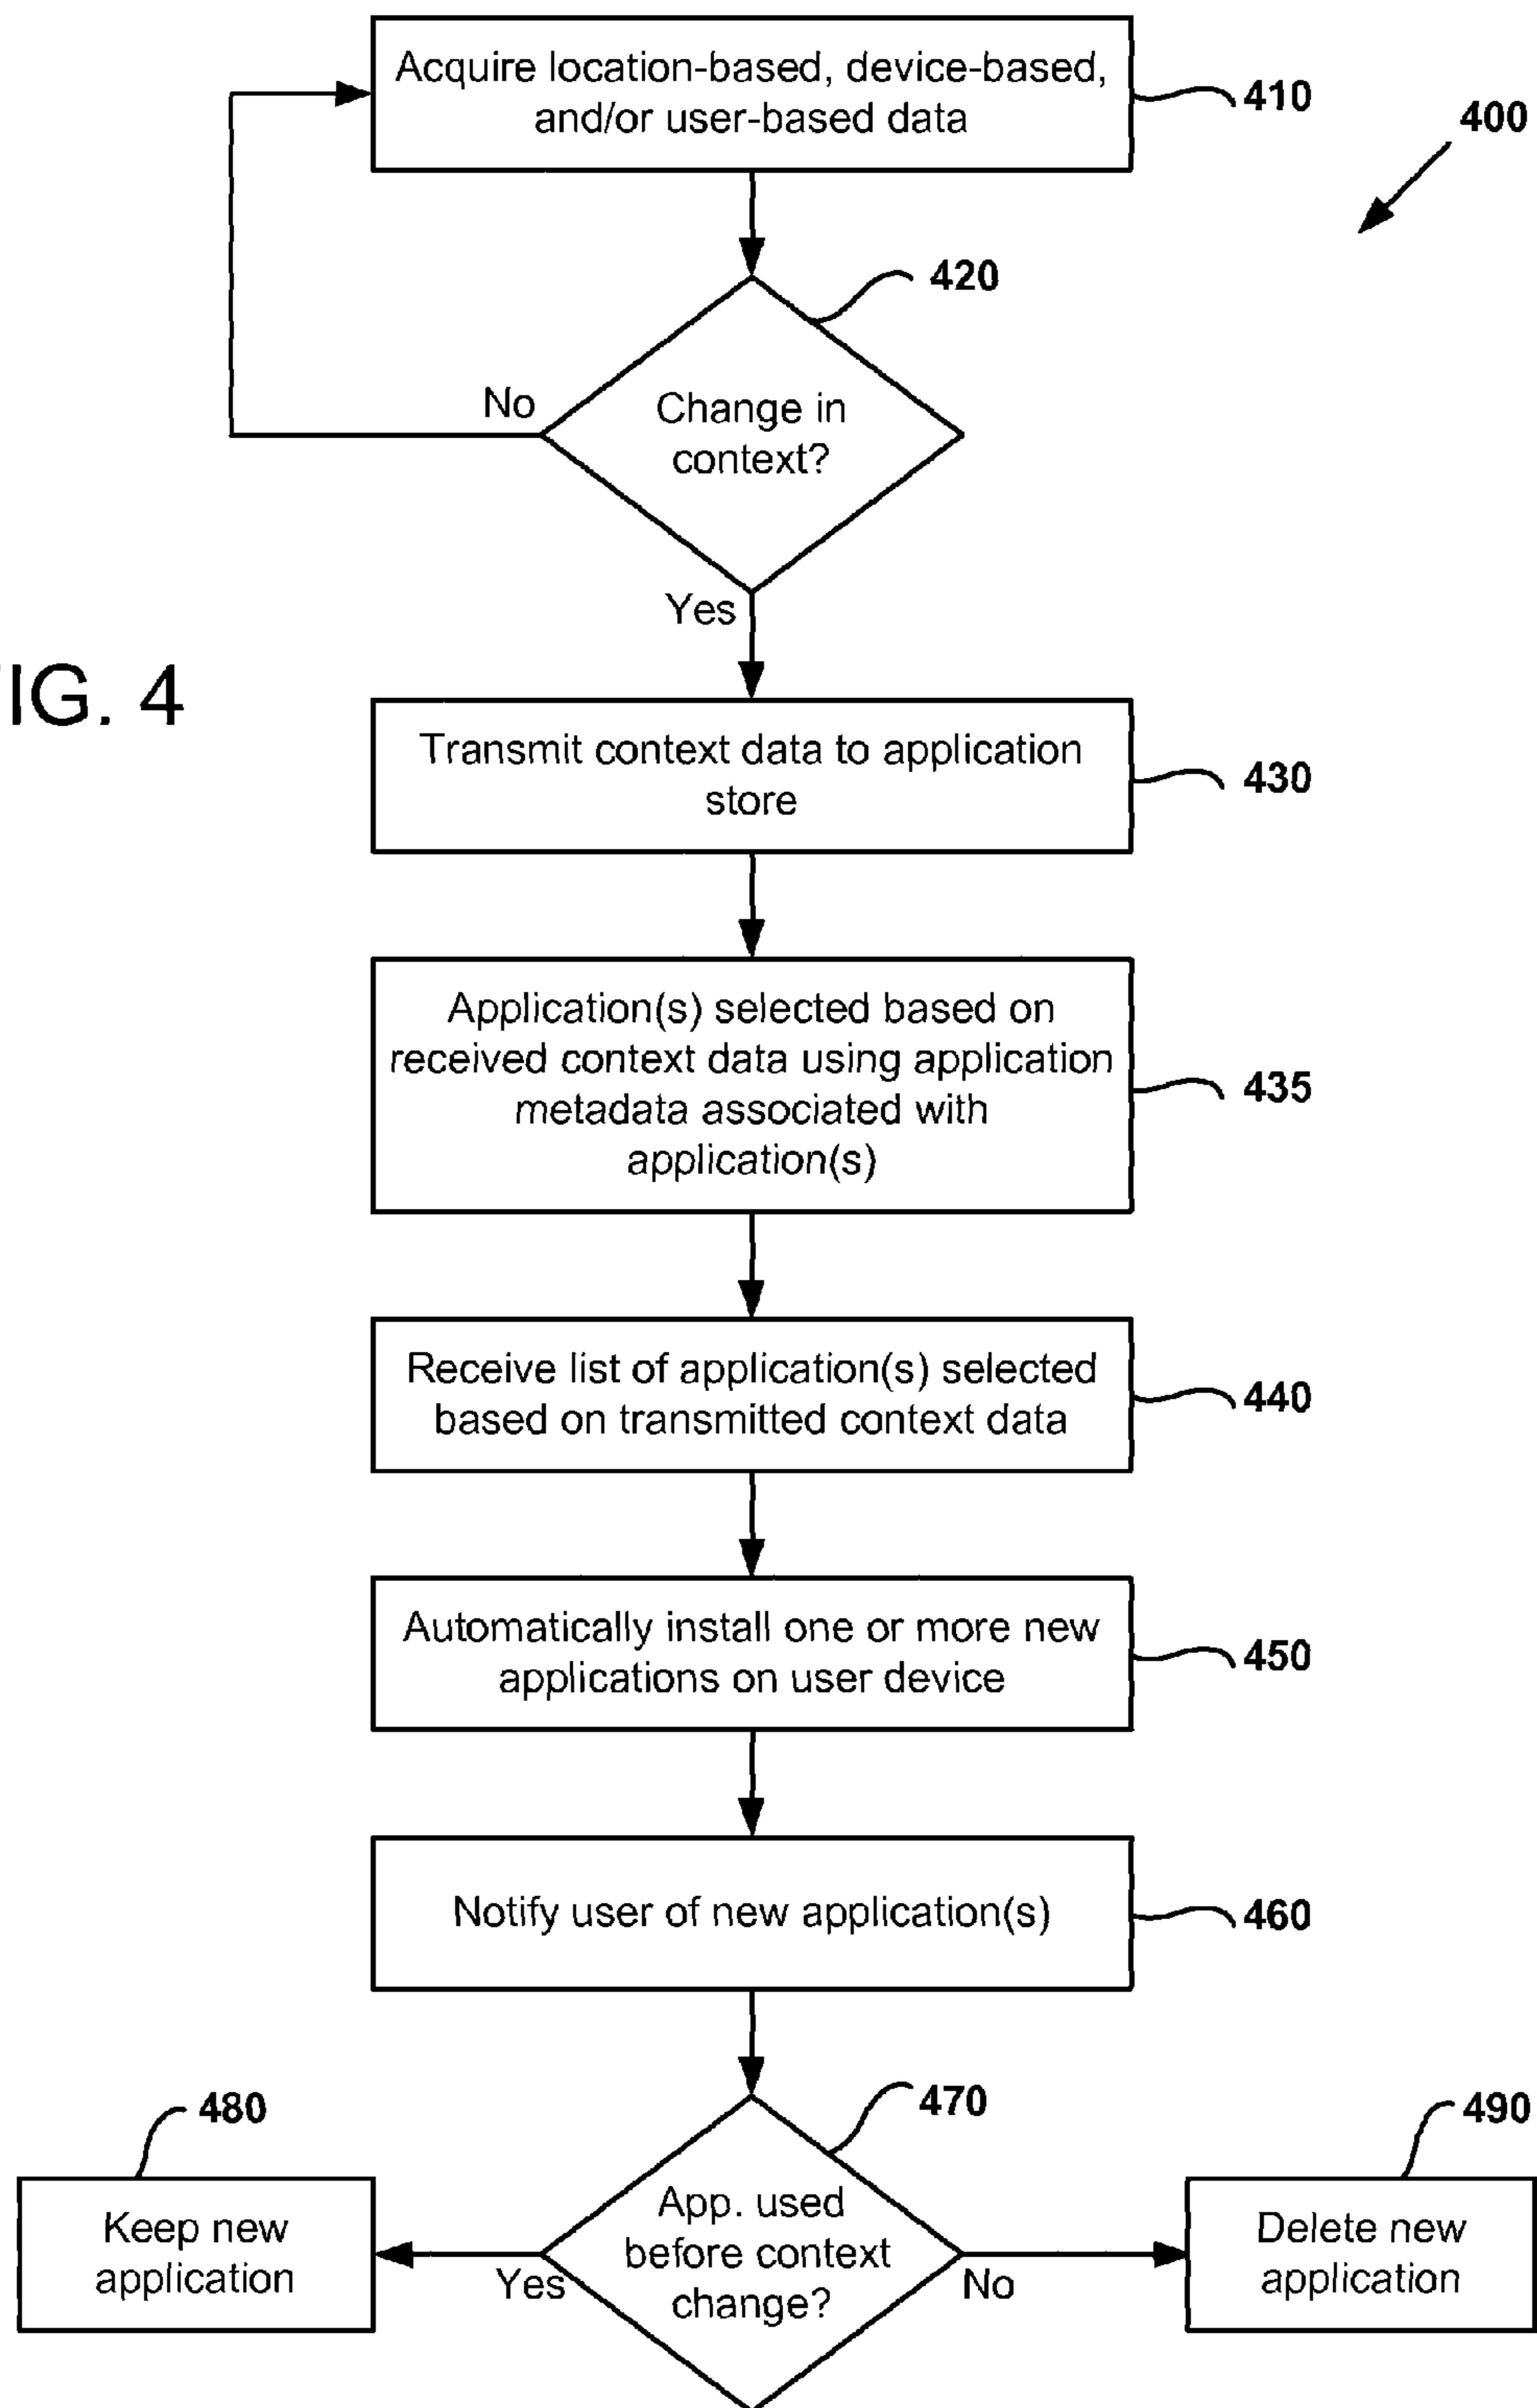 Acquire location-based, device-based,
and/or user-based data
410
400
420
Change in
context?
No
Yes
IG. 4
Transmit context data to application
store
430
Application(s) selected based on
received context data using application
metadata associated with
application(s)
435
Receive list of application(s) selected
based on transmitted context data
440
Automatically install one or more new
applications on user device
450
Notify user of new application(s)
460
470
480
490
Keep new
application
Yes
App. used
before context
change?
No
Delete new
application